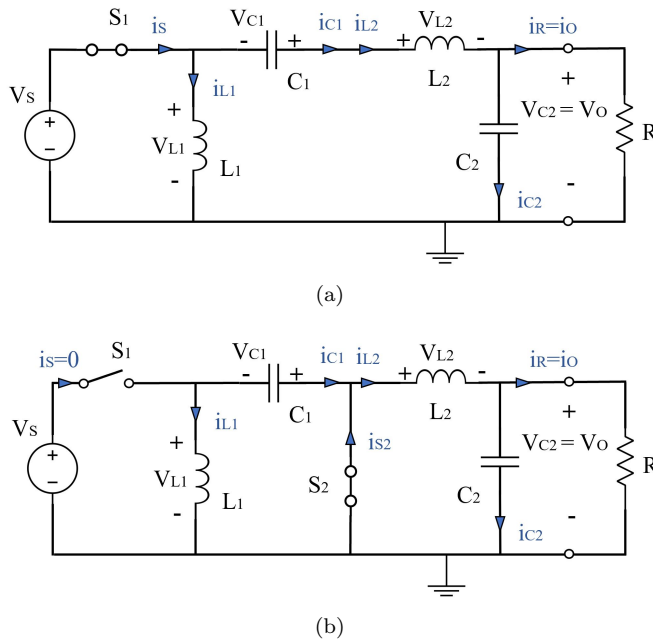 S1 iS VC1 iC1 iL2 VL2 iR=iO
- + + -
VS iL1 C1 L2 +
+ + VC2 = VO R
VL1 L1 C2
- - iC2 -
(a)
iS=0 S1 VC1 iC1 iL2 VL2 iR=iO
- + + -
VS iL1 C1 L2 +
+ iS2 VC2 = VO R
+ VL1 L1 S2 C2
- - iC2 -
(b)